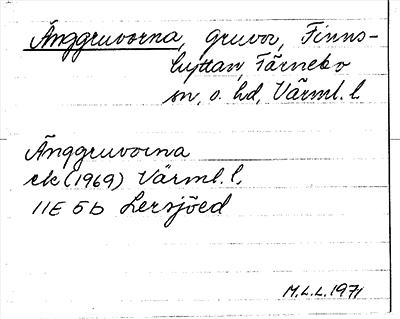 Änggruvorna, gruvor, Finns-
hyttan, Färnebo
sn, o. hd, Värml. l.
Änggruvorna
ek (1969) Värml. l.
11E 5b Lersjöed
M.L.L. 1971